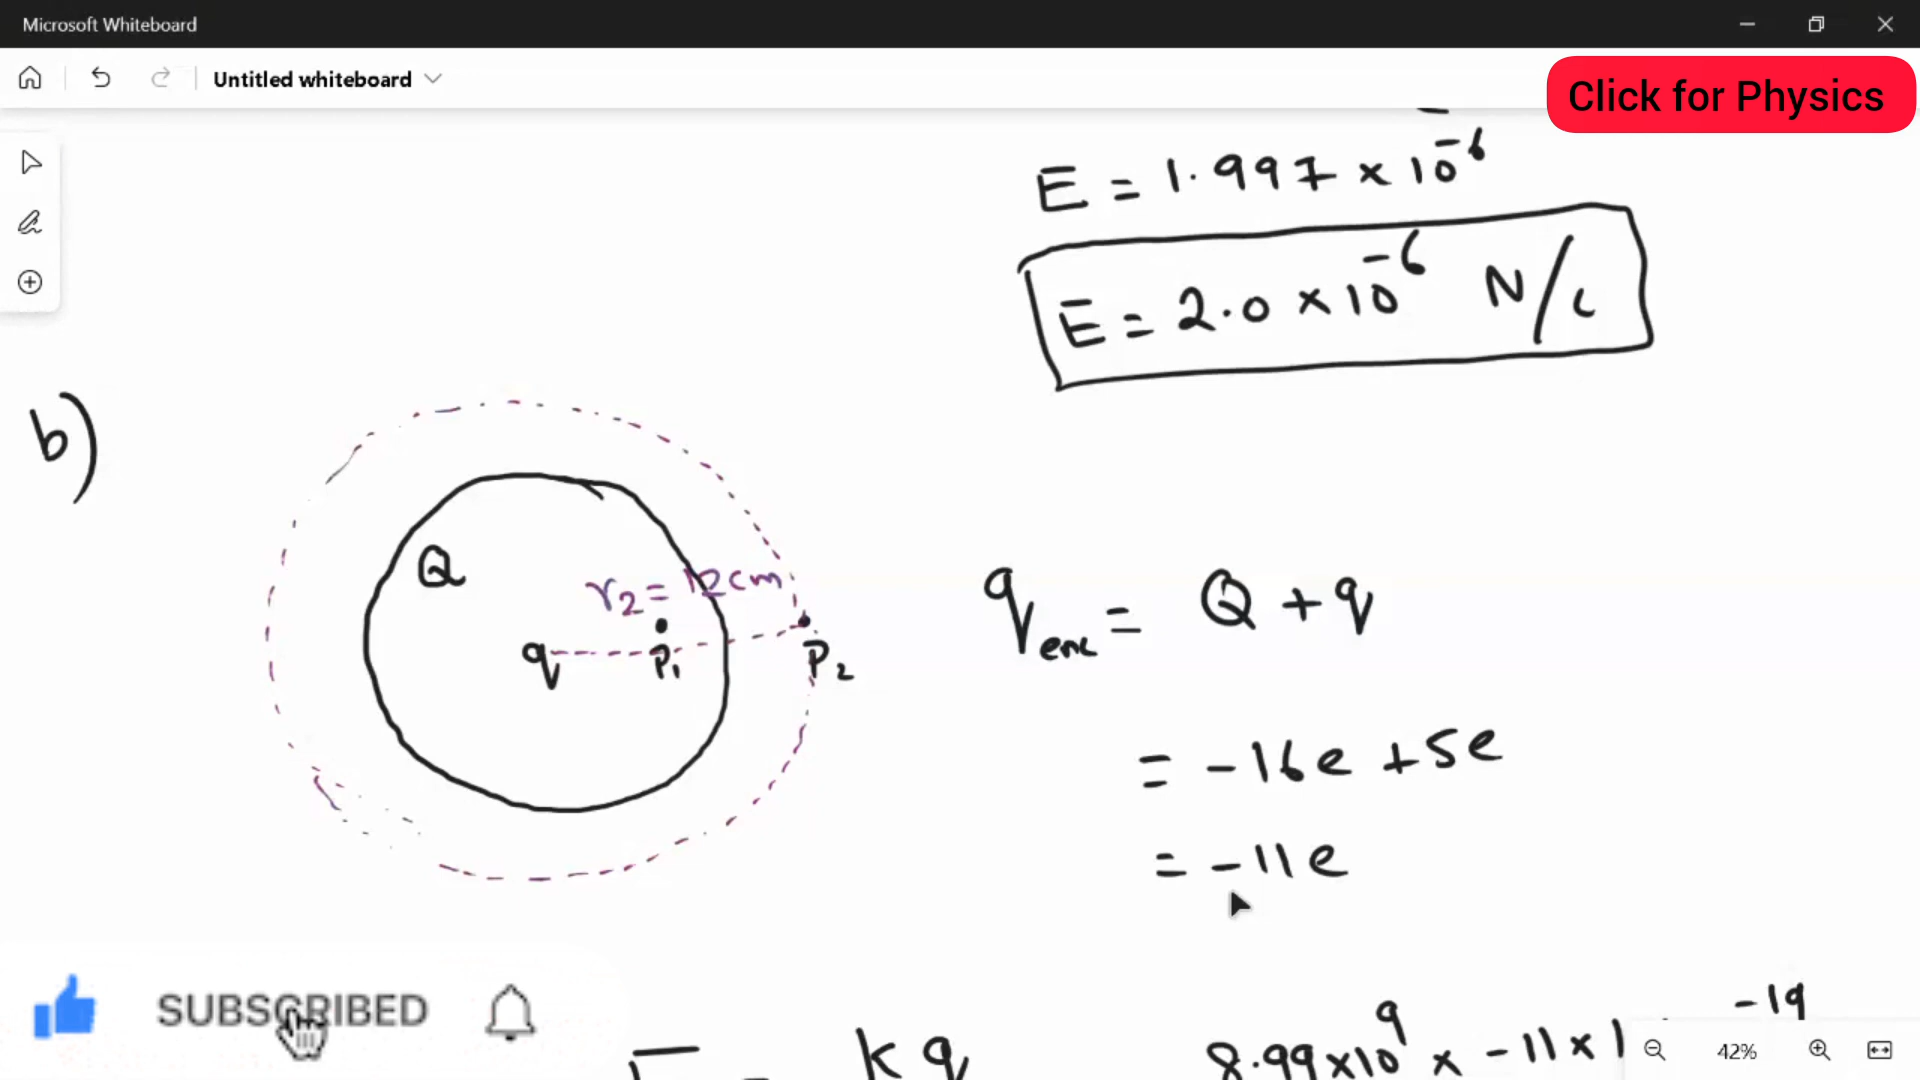 Microsoft Whiteboard
Untitled whiteboard
Click for Physics
E = 1.997 × 10⁻⁶
E = 2.0 × 10⁻⁶ N/C
b)
Q
r₂ = 12cm
q
P₁
P₂
qenc = Q + q
= -16e + 5e
= -11e
SUBSCRIBED
kq
8.99×10⁹ × -11 × 1 -19
42%